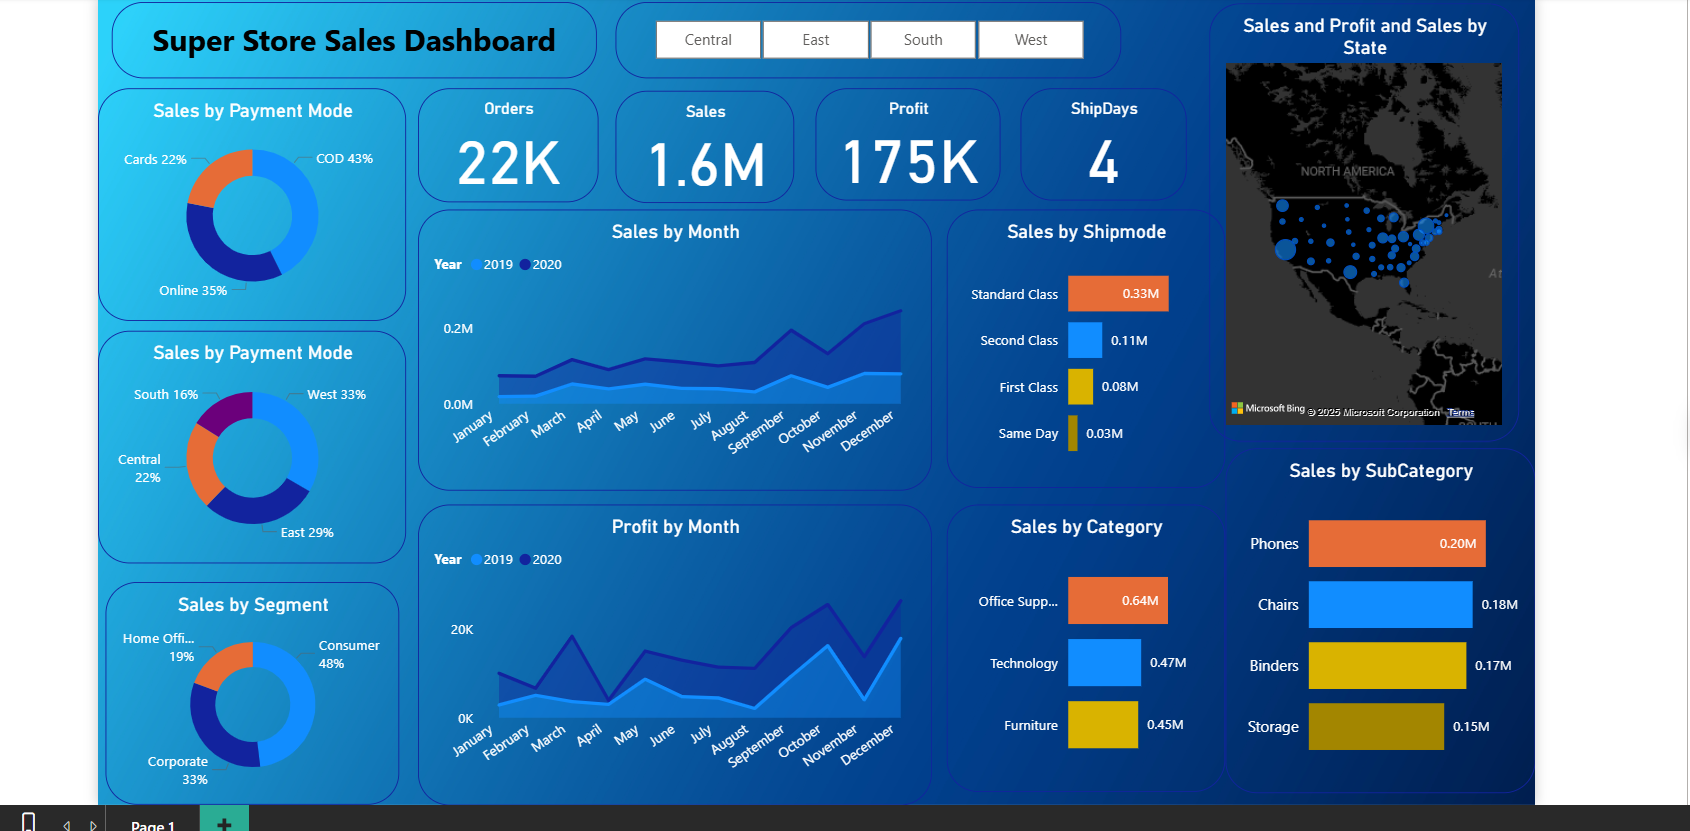 Super Store Sales Dashboard
Central
East
South
West
Sales and Profit and Sales by
State
NORTH AMERICA
Microsoft Bing
© 2025 Microsoft Corporation
Terms
Sales by Payment Mode
Cards 22%
COD 43%
Online 35%
Orders
22K
Sales
1.6M
Profit
175K
ShipDays
4
Sales by Month
Year
2019
2020
0.2M
0.0M
January
February
March
April
May
June
July
August
September
October
November
December
Sales by Shipmode
Standard Class
0.33M
Second Class
0.11M
First Class
0.08M
Same Day
0.03M
Sales by Payment Mode
South 16%
West 33%
Central
22%
East 29%
Sales by Segment
Home Offi...
19%
Consumer
48%
Corporate
33%
Profit by Month
Year
2019
2020
20K
0K
January
February
March
April
May
June
July
August
September
October
November
December
Sales by Category
Office Supp...
0.64M
Technology
0.47M
Furniture
0.45M
Sales by SubCategory
Phones
0.20M
Chairs
0.18M
Binders
0.17M
Storage
0.15M
Page 1